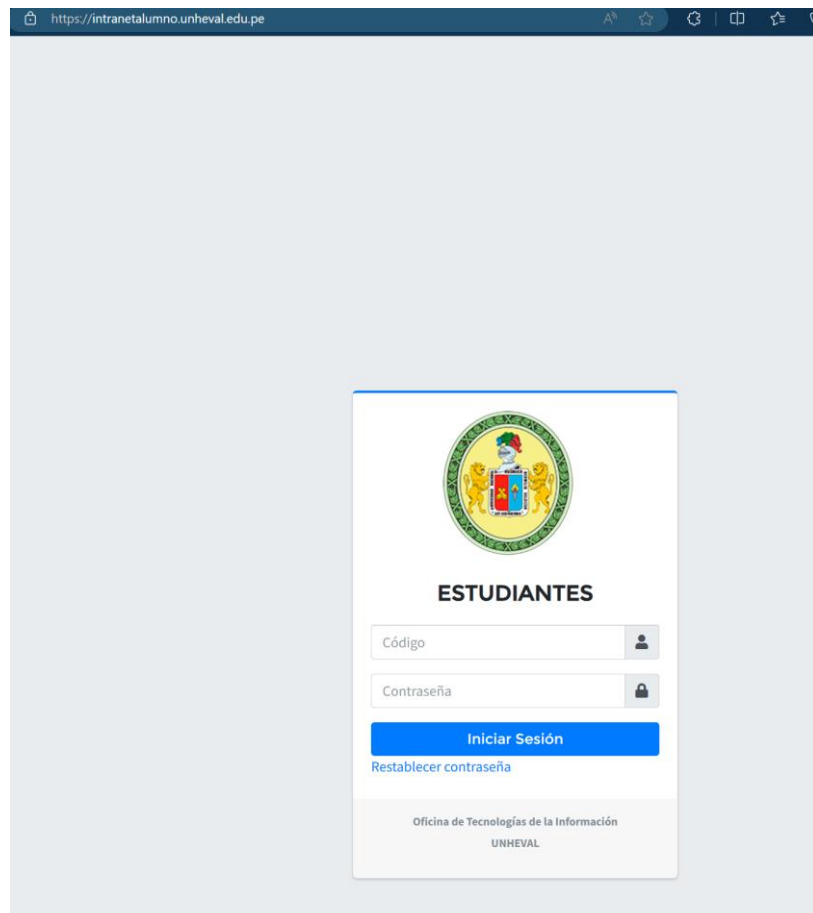 https://intranetalumno.unheval.edu.pe
ESTUDIANTES
Código
Contraseña
Iniciar Sesión
Restablecer contraseña
Oficina de Tecnologías de la Información
UNHEVAL